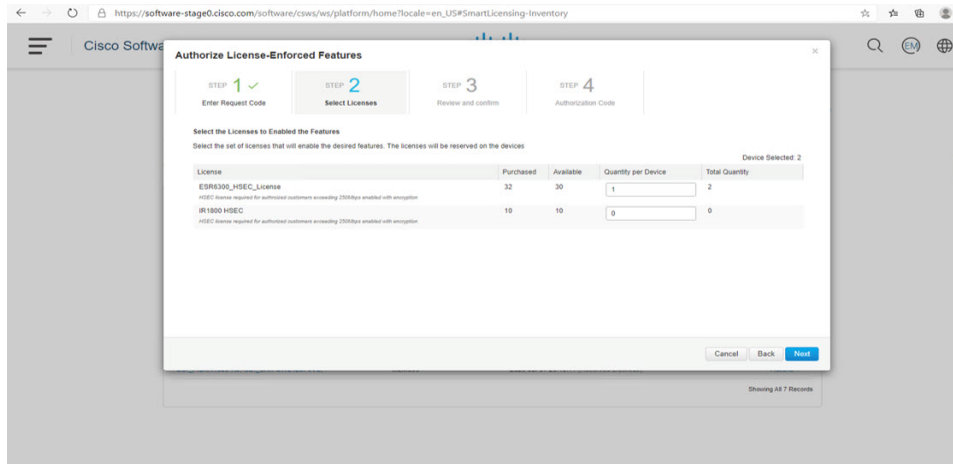 https://software-stage0.cisco.com/software/csws/ws/platform/home?locale=en_US#SmartLicensing-Inventory
Cisco Softwa
EM
Authorize License-Enforced Features
STEP 1
Enter Request Code
STEP 2
Select Licenses
STEP 3
Review and confirm
STEP 4
Authorization Code
Select the Licenses to Enabled the Features
Select the set of licenses that will enable the desired features. The licenses will be reserved on the devices
Device Selected: 2
License Purchased Available Quantity per Device Total Quantity
ESR6300_HSEC_License 32 30 1 2
HSEC license required for authorized customers exceeding 250Mbps enabled with encryption
IR1800 HSEC 10 10 0 0
HSEC license required for authorized customers exceeding 250Mbps enabled with encryption
Cancel Back Next
Showing All 7 Records